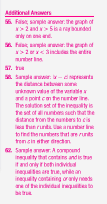 Additional Answers
55. False, sample answer: the graph of
x > 2 and x > 5 is a ray bounded
only on one end.
56. False, sample answer: the graph of
x > 2 or x < 5 includes the entire
number line.
57. true
58. Sample answer: |x − c| represents
the distance between some
unknown value of the variable x
and a point c on the number line.
The solution set of the inequality is
the set of all numbers such that the
distance from the numbers to c is
less than n units. Use a number line
to find the numbers that are n units
from c in either direction.
62. Sample answer: A compound
inequality that contains and is true
if and only if both individual
inequalities are true, while an
inequality containing or only needs
one of the individual inequalities to
be true.